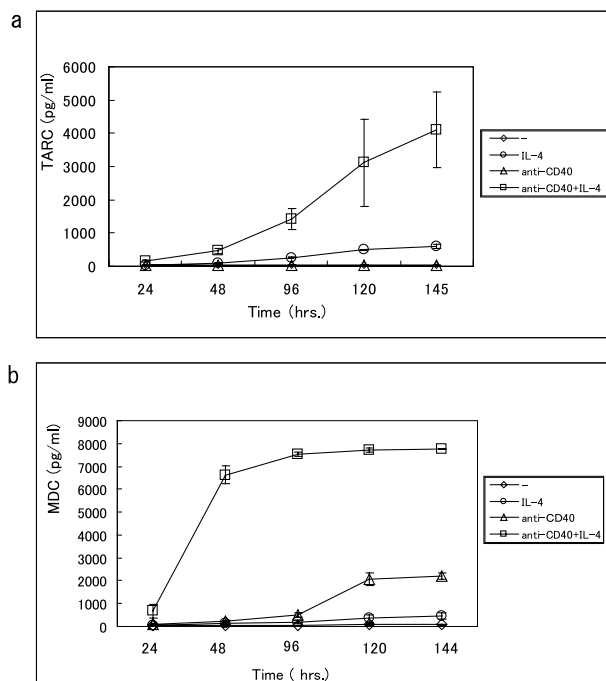 a
6000
5000
4000
3000
2000
1000
0
TARC (pg/ml)
24 48 96 120 145
Time (hrs.)
-
IL-4
anti-CD40
anti-CD40+IL-4
b
9000
8000
7000
6000
5000
4000
3000
2000
1000
0
MDC (pg/ml)
24 48 96 120 144
Time ( hrs.)
-
IL-4
anti-CD40
anti-CD40+IL-4